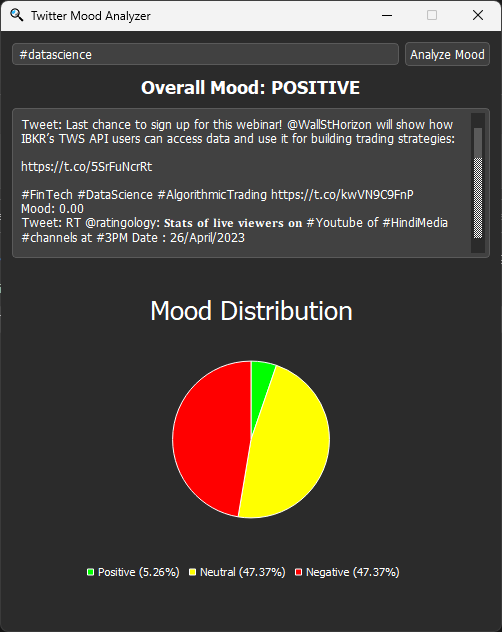 Twitter Mood Analyzer
#datascience
Analyze Mood
Overall Mood: POSITIVE
Tweet: Last chance to sign up for this webinar! @WallStHorizon will show how
IBKR’s TWS API users can access data and use it for building trading strategies:
https://t.co/5SrFuNcrRt
#FinTech #DataScience #AlgorithmicTrading https://t.co/kwVN9C9FnP
Mood: 0.00
Tweet: RT @ratingology: 𝐒𝐭𝐚𝐭𝐬 𝐨𝐟 𝐥𝐢𝐯𝐞 𝐯𝐢𝐞𝐰𝐞𝐫𝐬 𝐨𝐧 #Youtube of #HindiMedia
#channels at #3PM Date : 26/April/2023
Mood Distribution
Positive (5.26%) Neutral (47.37%) Negative (47.37%)